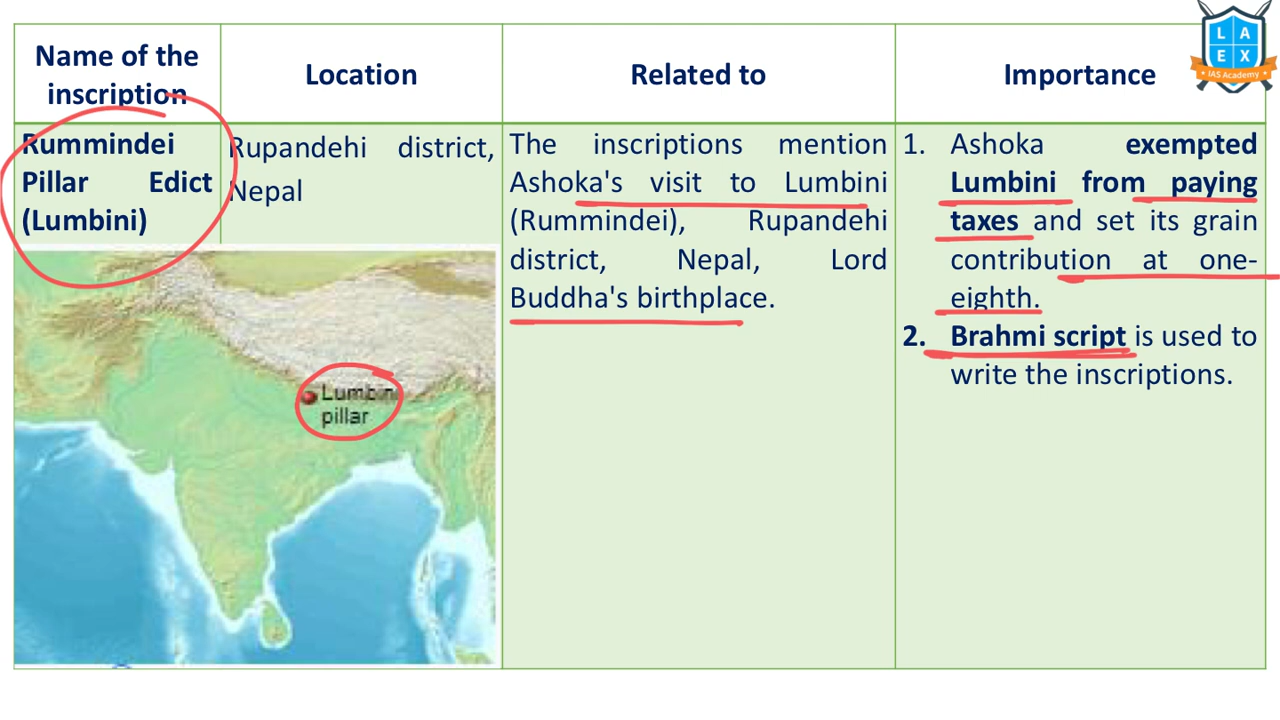 Name of the
inscription
Location
Related to
Importance
L A
E X
IAS Academy
Rummindei
Pillar Edict
(Lumbini)
Rupandehi district,
Nepal
The inscriptions mention
Ashoka's visit to Lumbini
(Rummindei), Rupandehi
district, Nepal, Lord
Buddha's birthplace.
1. Ashoka exempted
Lumbini from paying
taxes and set its grain
contribution at one-
eighth.
2. Brahmi script is used to
write the inscriptions.
Lumbini
pillar